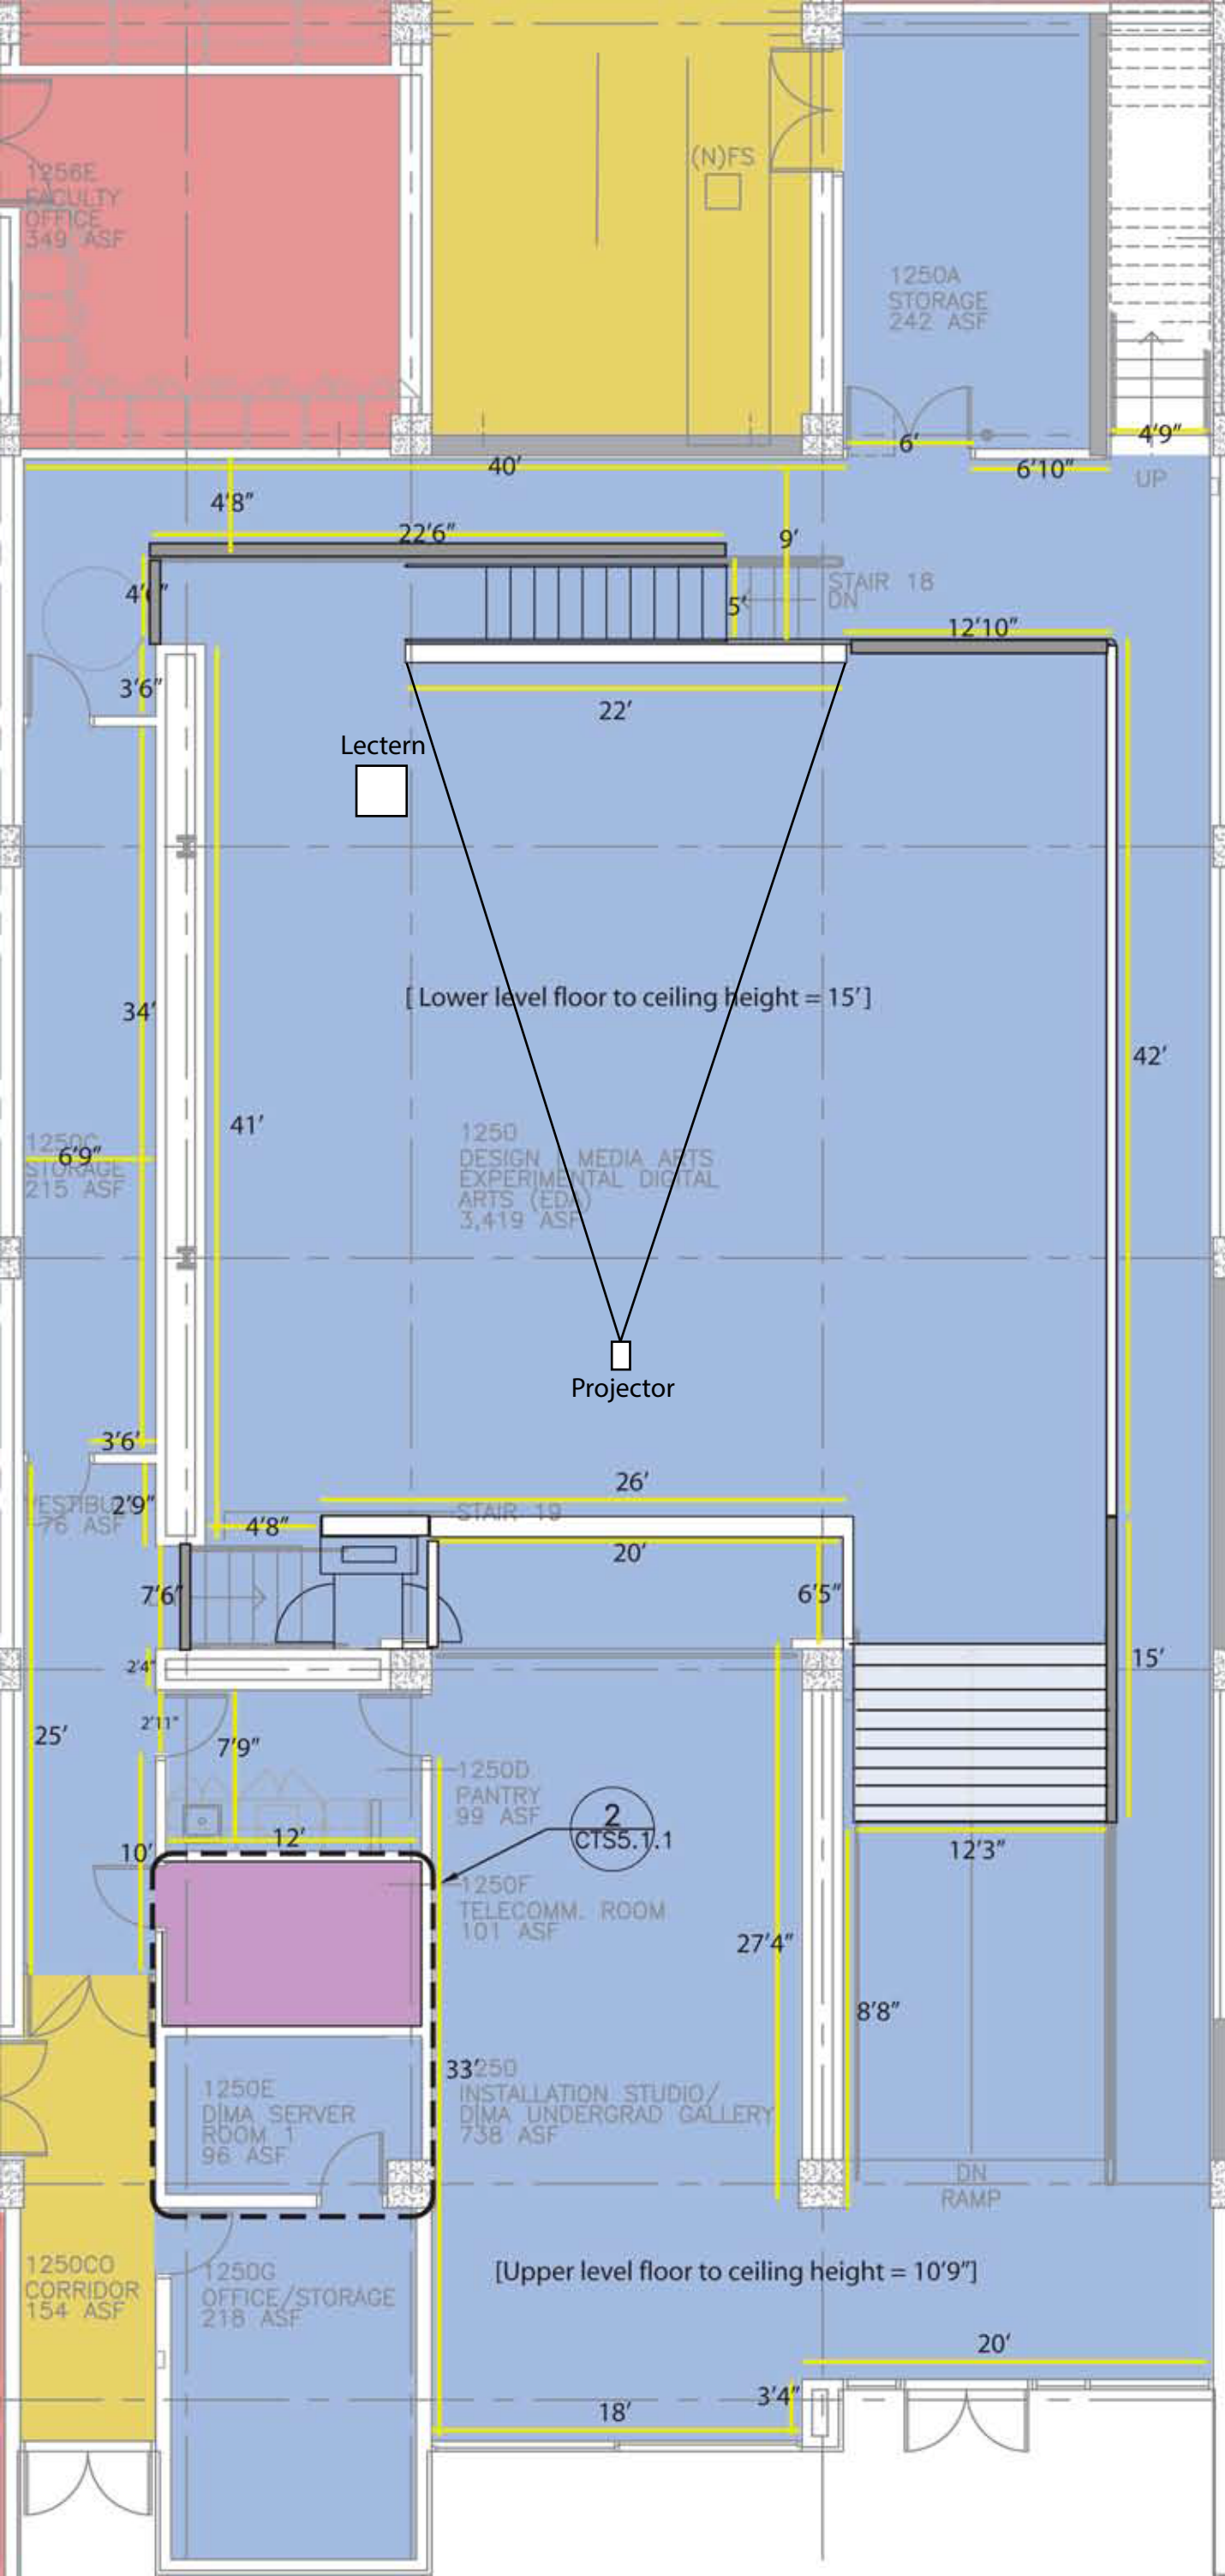 (N)FS
1256E
FACULTY
OFFICE
349 ASF
1250A
STORAGE
242 ASF
6'
4'9"
40'
6'10"
UP
4'8"
22'6"
9'
STAIR 18
DN
5'
12'10"
3'6"
22'
Lectern
[ Lower level floor to ceiling height = 15' ]
34'
42'
41'
1250C
STORAGE
215 ASF
6'9"
1250
DESIGN | MEDIA ARTS
EXPERIMENTAL DIGITAL
ARTS (EDA)
3,419 ASF
Projector
3'6"
26'
2'9"
76 ASF
4'8"
STAIR 19
20'
7'6"
6'5"
2'4"
15'
2'11"
25'
7'9"
1250D
PANTRY
99 ASF
2
CTS5.1.1
12'
10'
12'3"
1250F
TELECOMM. ROOM
101 ASF
27'4"
8'8"
33'
1250
INSTALLATION STUDIO/
DIMA UNDERGRAD GALLERY
738 ASF
1250E
DIMA SERVER
ROOM 1
96 ASF
DN
RAMP
1250CO
CORRIDOR
154 ASF
1250G
OFFICE/STORAGE
218 ASF
[Upper level floor to ceiling height = 10'9"]
20'
3'4"
18'